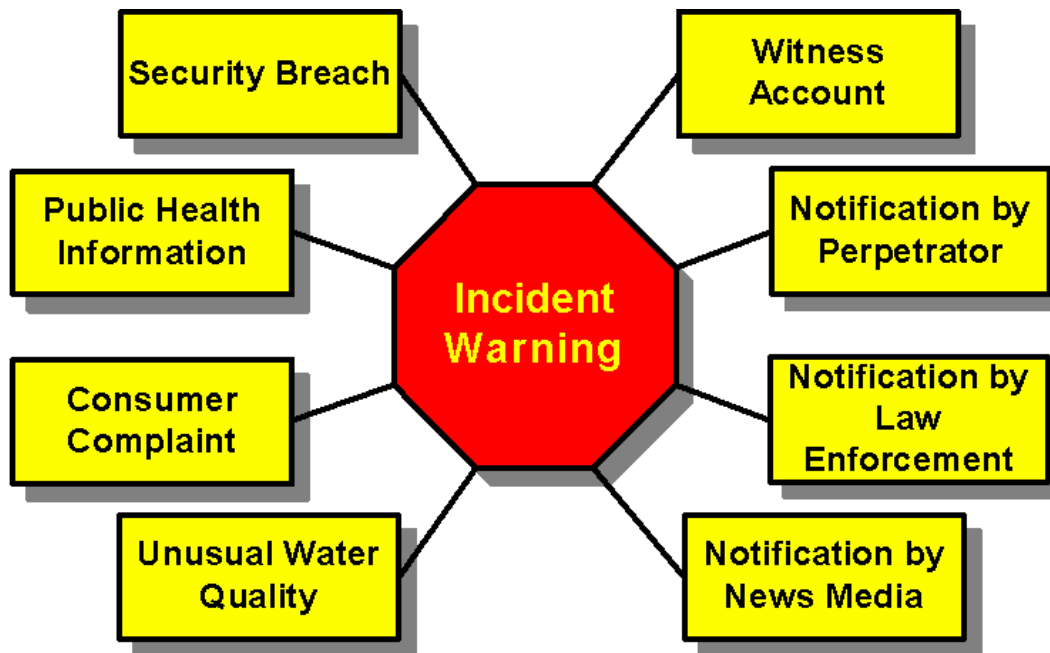 Security Breach
Witness
Account
Public Health
Information
Notification by
Perpetrator
Incident
Warning
Consumer
Complaint
Notification by
Law
Enforcement
Unusual Water
Quality
Notification by
News Media